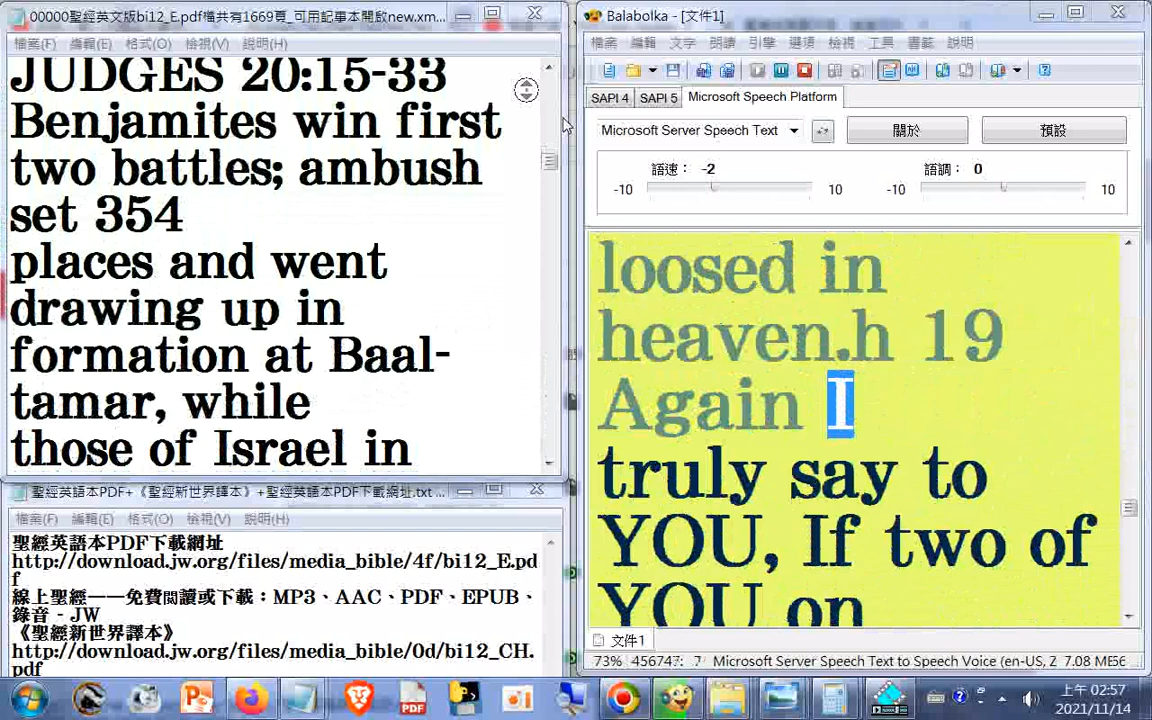 00000聖經英文版bi12_E.pdf檔共有1669頁_可用記事本開啟new.xm...
檔案(F) 編輯(E) 格式(O) 檢視(V) 說明(H)
JUDGES 20:15-33
Benjamites win first
two battles; ambush
set 354
places and went
drawing up in
formation at Baal-
tamar, while
those of Israel in
聖經英語本PDF+《聖經新世界譯本》+聖經英語本PDF下載網址.txt ...
檔案(F) 編輯(E) 格式(O) 檢視(V) 說明(H)
聖經英語本PDF下載網址
http://download.jw.org/files/media_bible/4f/bi12_E.pd
f
線上聖經——免費閱讀或下載：MP3、AAC、PDF、EPUB、
錄音 - JW
《聖經新世界譯本》
http://download.jw.org/files/media_bible/0d/bi12_CH.
pdf
Balabolka - [文件1]
檔案 編輯 文字 朗讀 引擎 選項 檢視 工具 書籤 說明
SAPI 4 SAPI 5 Microsoft Speech Platform
Microsoft Server Speech Text 關於 預設
語速： -2 語調： 0
-10 10 -10 10
loosed in
heaven.h 19
Again I
truly say to
YOU, If two of
YOU on
文件1
73% 456747: 7 Microsoft Server Speech Text to Speech Voice (en-US, Z 7.08 ME56
PDF
上午 02:57
2021/11/14